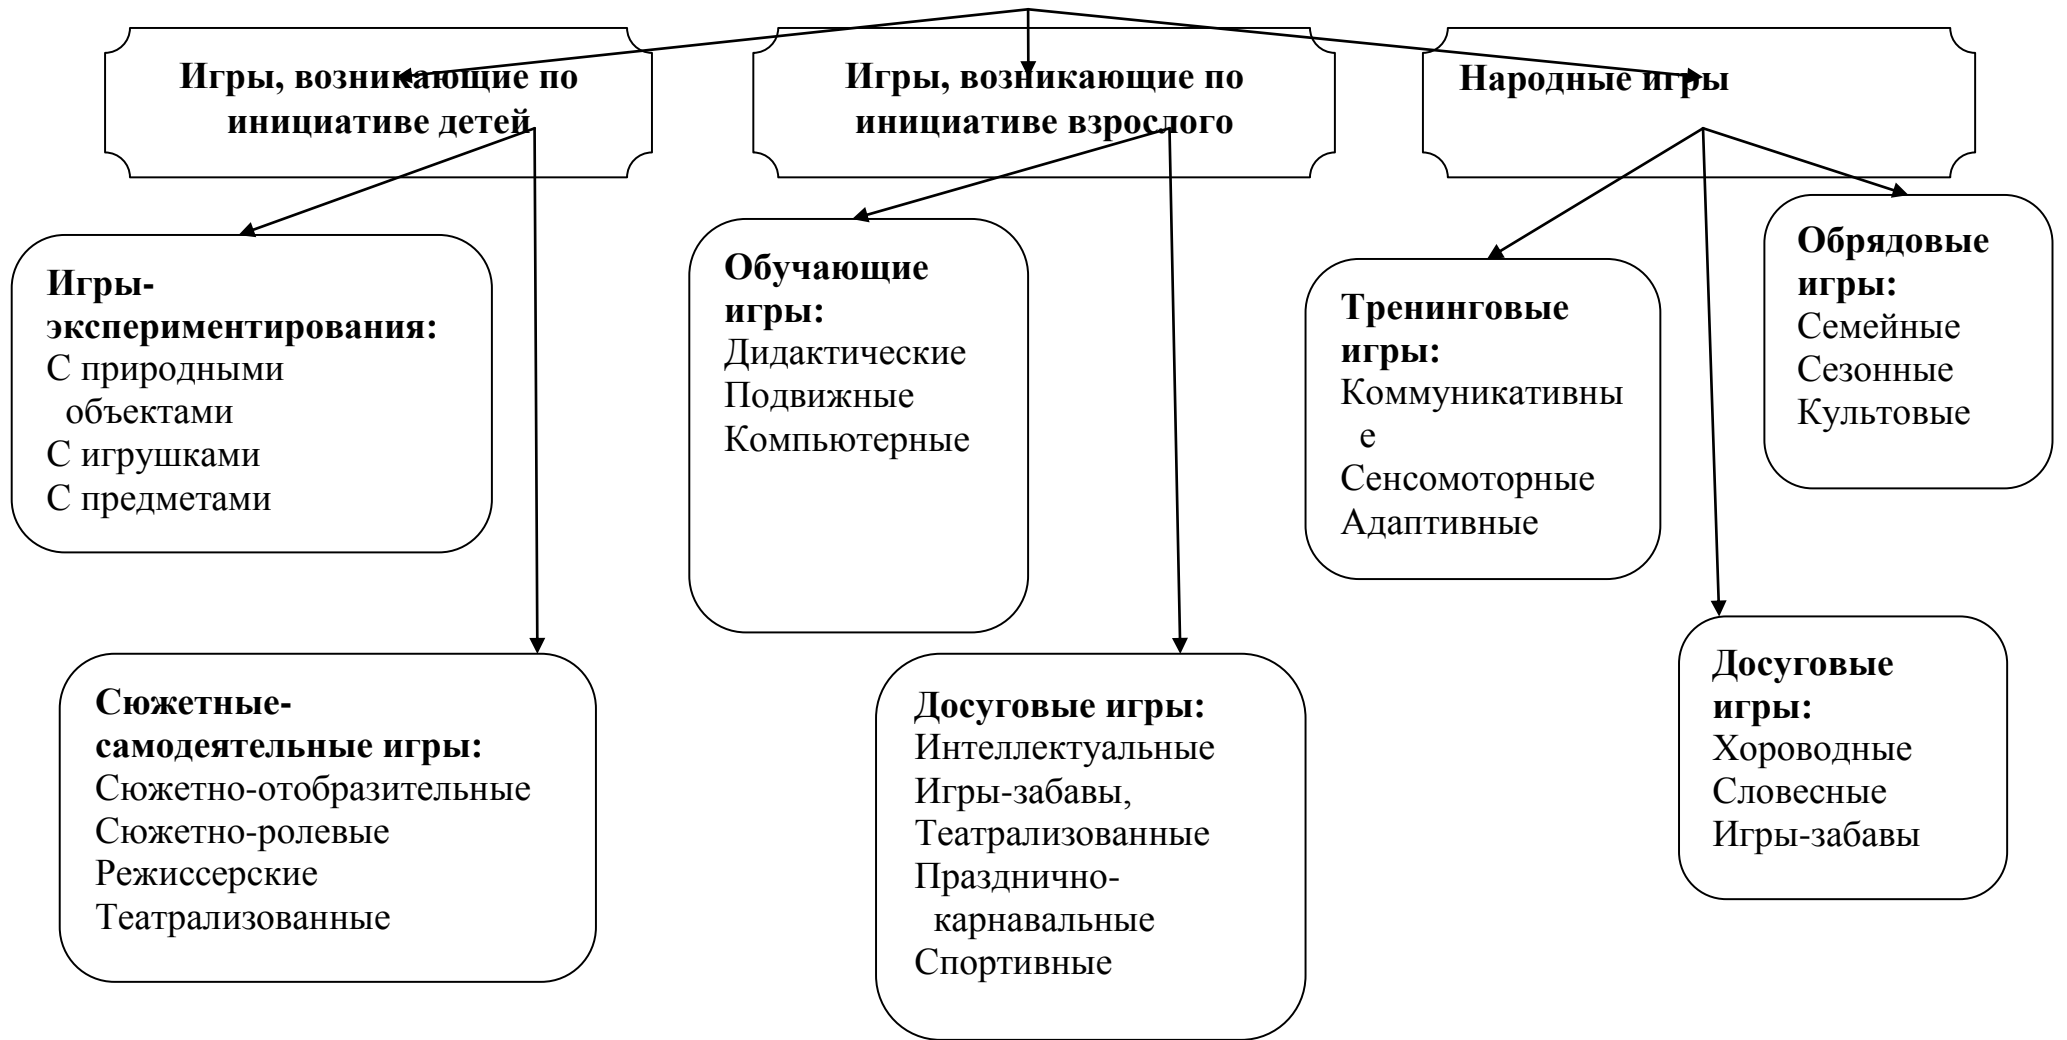 Игры, возникающие по
инициативе детей
Игры, возникающие по
инициативе взрослого
Народные игры
Игры-
экспериментирования:
С природными
объектами
С игрушками
С предметами
Обучающие
игры:
Дидактические
Подвижные
Компьютерные
Тренинговые
игры:
Коммуникативны
е
Сенсомоторные
Адаптивные
Обрядовые
игры:
Семейные
Сезонные
Культовые
Сюжетные-
самодеятельные игры:
Сюжетно-отобразительные
Сюжетно-ролевые
Режиссерские
Театрализованные
Досуговые игры:
Интеллектуальные
Игры-забавы,
Театрализованные
Празднично-
карнавальные
Спортивные
Досуговые
игры:
Хороводные
Словесные
Игры-забавы